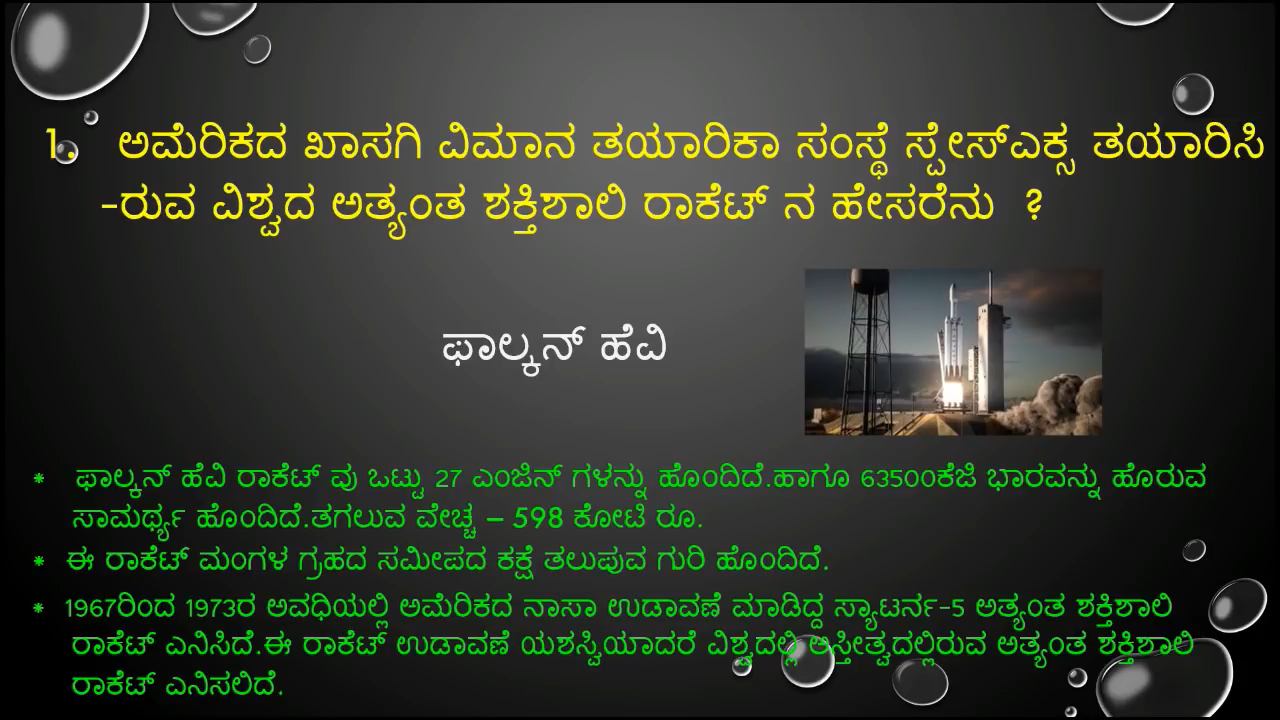 1. ಅಮೆರಿಕದ ಖಾಸಗಿ ವಿಮಾನ ತಯಾರಿಕಾ ಸಂಸ್ಥೆ ಸ್ಪೇಸ್ಎಕ್ಸ ತಯಾರಿಸಿ
-ರುವ ವಿಶ್ವದ ಅತ್ಯಂತ ಶಕ್ತಿಶಾಲಿ ರಾಕೆಟ್ ನ ಹೇಸರೆನು ?
ಫಾಲ್ಕನ್ ಹೆವಿ
* ಫಾಲ್ಕನ್ ಹೆವಿ ರಾಕೆಟ್ ವು ಒಟ್ಟು 27 ಎಂಜಿನ್ ಗಳನ್ನು ಹೊಂದಿದೆ.ಹಾಗೂ 63500ಕೆಜಿ ಭಾರವನ್ನು ಹೊರುವ
ಸಾಮರ್ಥ್ಯ ಹೊಂದಿದೆ.ತಗಲುವ ವೇಚ್ಚ – 598 ಕೋಟಿ ರೂ.
* ಈ ರಾಕೆಟ್ ಮಂಗಳ ಗ್ರಹದ ಸಮೀಪದ ಕಕ್ಷೆ ತಲುಪುವ ಗುರಿ ಹೊಂದಿದೆ.
* 1967ರಿಂದ 1973ರ ಅವಧಿಯಲ್ಲಿ ಅಮೆರಿಕದ ನಾಸಾ ಉಡಾವಣೆ ಮಾಡಿದ್ದ ಸ್ಯಾಟರ್ನ-5 ಅತ್ಯಂತ ಶಕ್ತಿಶಾಲಿ
ರಾಕೆಟ್ ಎನಿಸಿದೆ.ಈ ರಾಕೆಟ್ ಉಡಾವಣೆ ಯಶಸ್ವಿಯಾದರೆ ವಿಶ್ವದಲ್ಲಿ ಅಸ್ತೀತ್ವದಲ್ಲಿರುವ ಅತ್ಯಂತ ಶಕ್ತಿಶಾಲಿ
ರಾಕೆಟ್ ಎನಿಸಲಿದೆ.